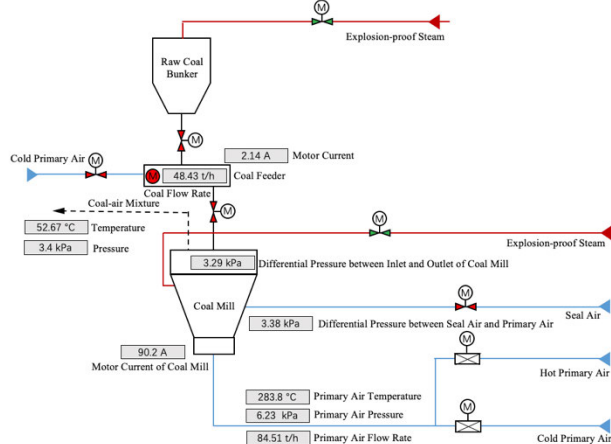 M
Explosion-proof Steam
Raw Coal
Bunker
M
2.14 A
Motor Current
Cold Primary Air
M
M
48.43 t/h
Coal Feeder
Coal Flow Rate
Coal-air Mixture
M
52.67 °C
Temperature
M
3.4 kPa
Pressure
Explosion-proof Steam
3.29 kPa
Differential Pressure between Inlet and Outlet of Coal Mill
Coal Mill
M
Seal Air
3.38 kPa
Differential Pressure between Seal Air and Primary Air
M
90.2 A
Motor Current of Coal Mill
Hot Primary Air
283.8 °C
Primary Air Temperature
M
6.23 kPa
Primary Air Pressure
84.51 t/h
Primary Air Flow Rate
Cold Primary Air